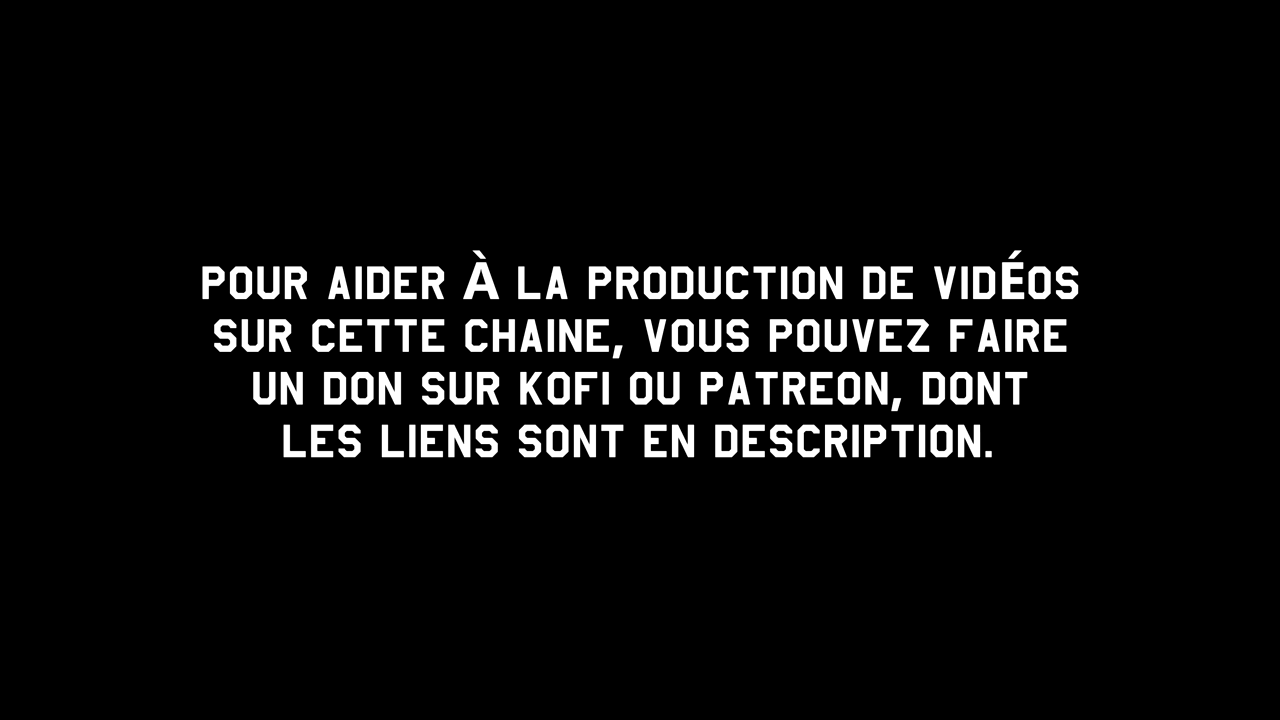 POUR AIDER À LA PRODUCTION DE VIDÉOS
SUR CETTE CHAINE, VOUS POUVEZ FAIRE
UN DON SUR KOFI OU PATREON, DONT
LES LIENS SONT EN DESCRIPTION.